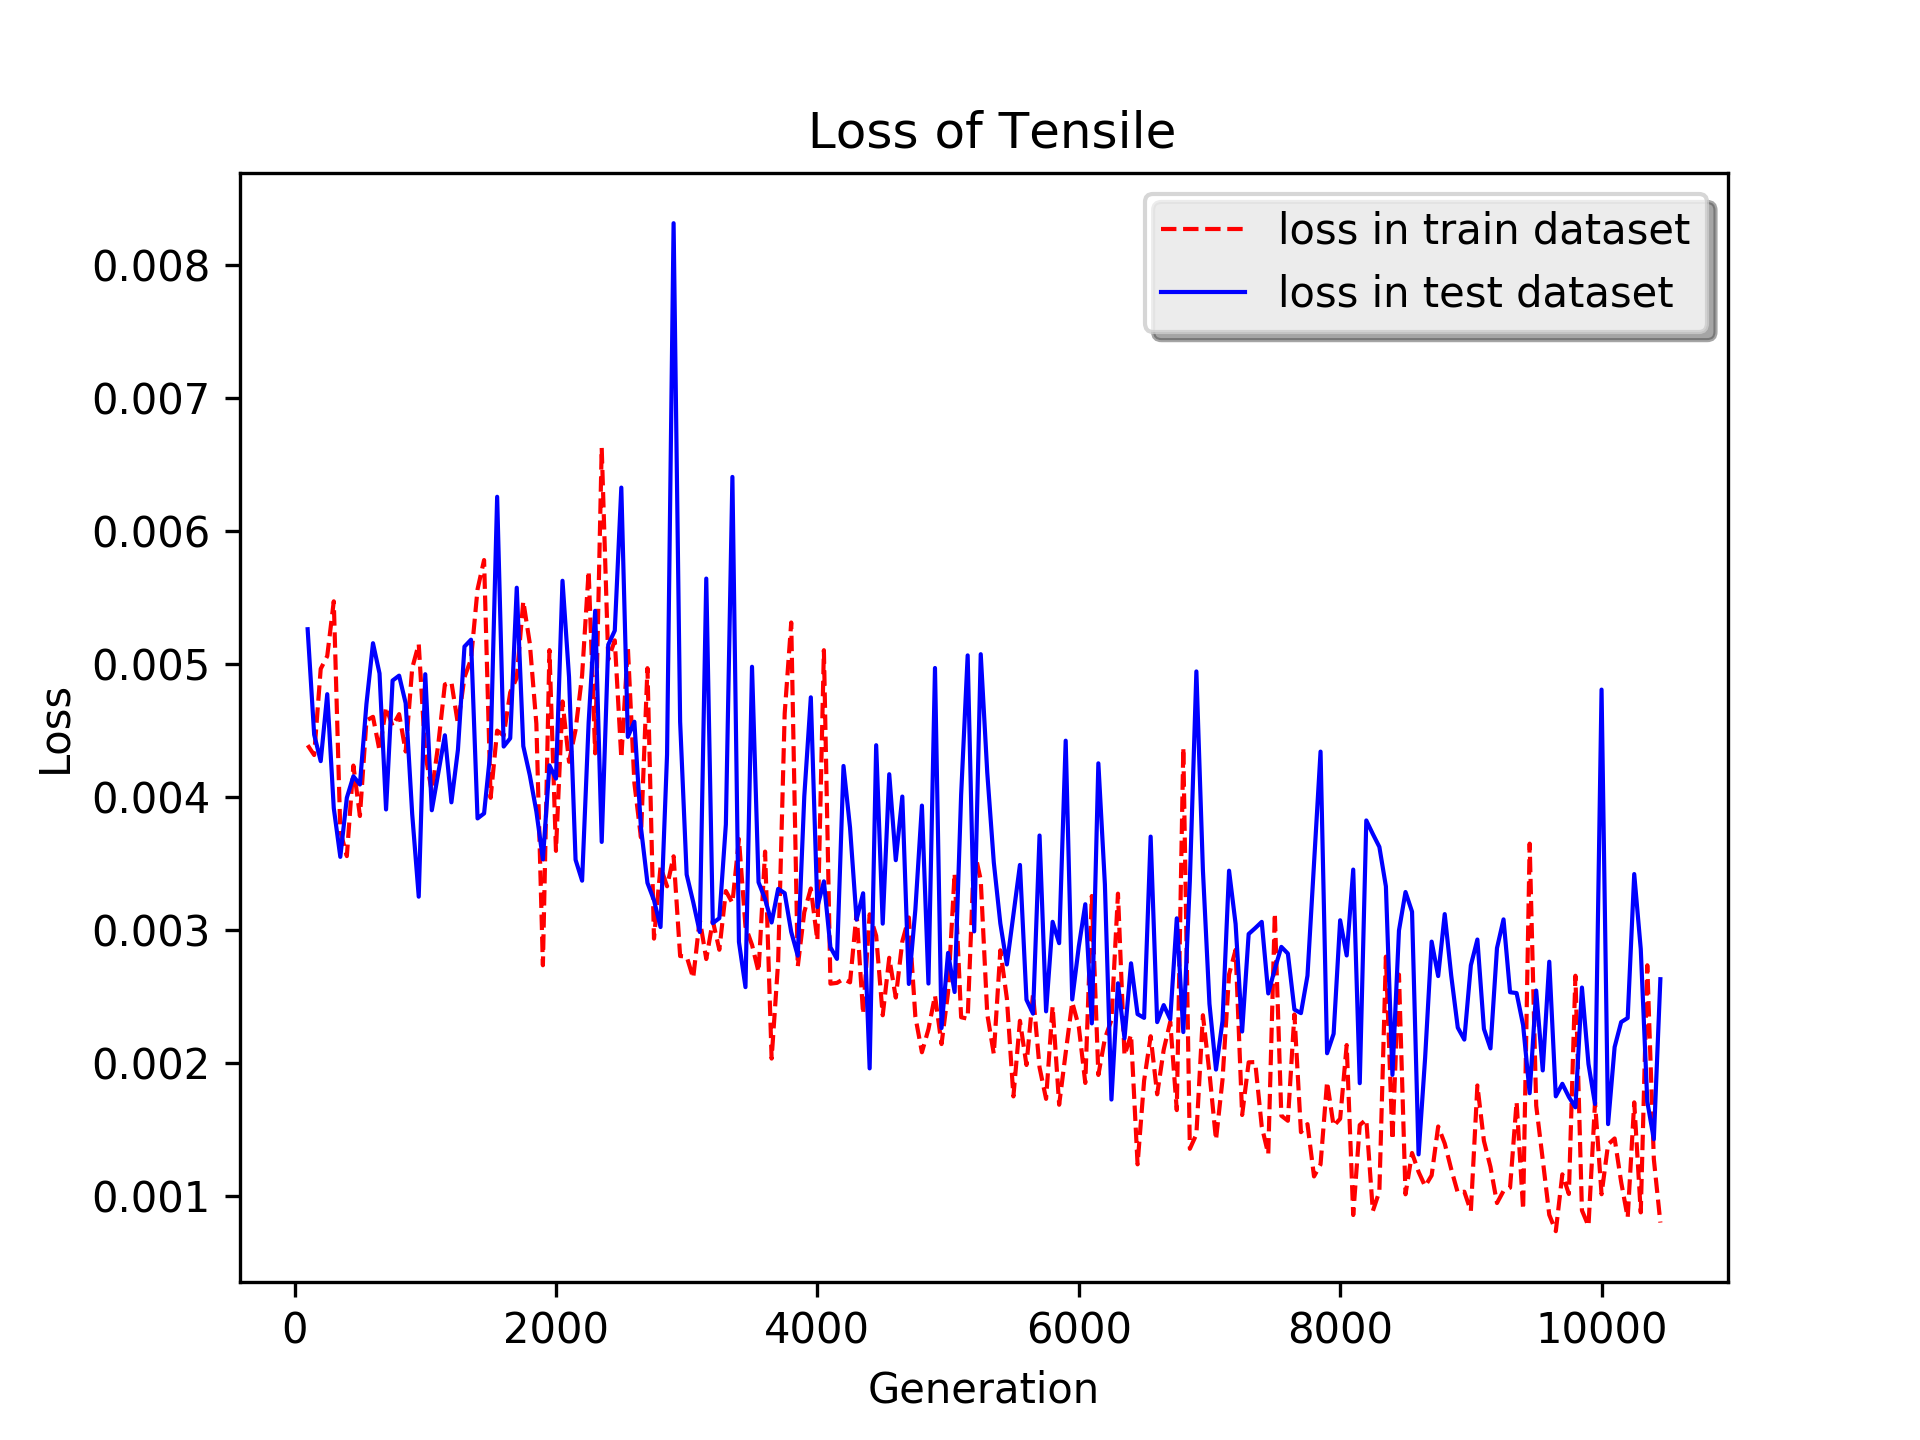 Loss of Tensile
loss in train dataset
loss in test dataset
0.008
0.007
0.006
0.005
0.004
0.003
0.002
0.001
Loss
0 2000 4000 6000 8000 10000
Generation